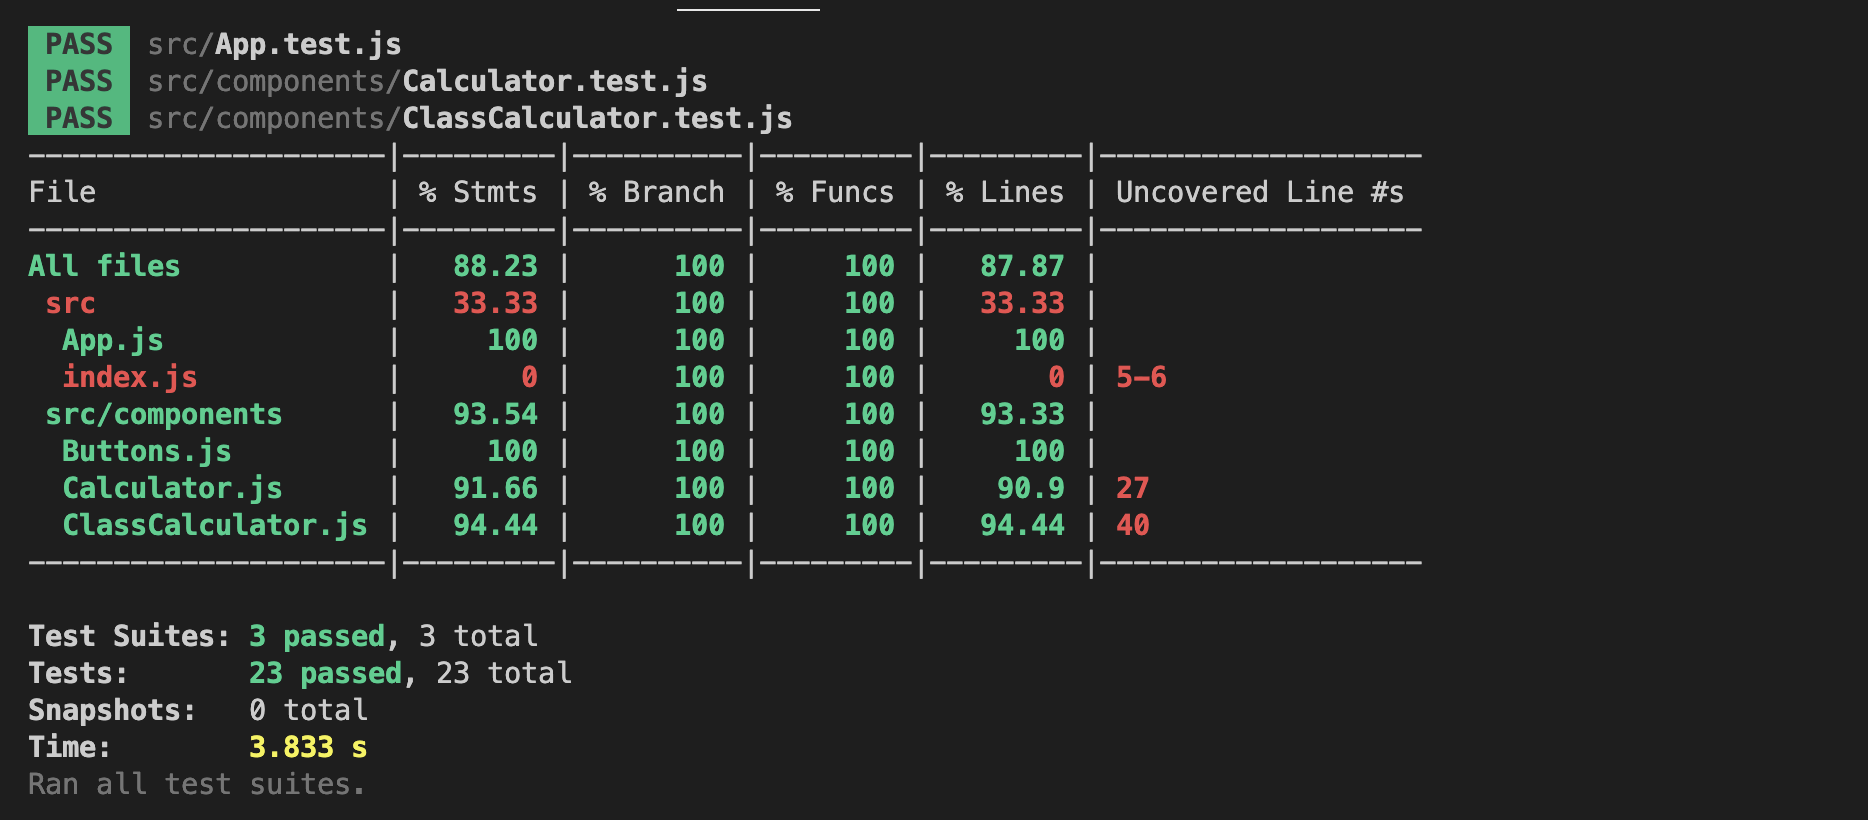 PASS src/App.test.js
PASS src/components/Calculator.test.js
PASS src/components/ClassCalculator.test.js
---------------------|---------|----------|---------|---------|-------------------
File                 | % Stmts | % Branch | % Funcs | % Lines | Uncovered Line #s
---------------------|---------|----------|---------|---------|-------------------
All files            |   88.23 |      100 |     100 |   87.87 |
 src                 |   33.33 |      100 |     100 |   33.33 |
  App.js             |     100 |      100 |     100 |     100 |
  index.js           |       0 |      100 |     100 |       0 | 5-6
 src/components      |   93.54 |      100 |     100 |   93.33 |
  Buttons.js         |     100 |      100 |     100 |     100 |
  Calculator.js      |   91.66 |      100 |     100 |    90.9 | 27
  ClassCalculator.js |   94.44 |      100 |     100 |   94.44 | 40
---------------------|---------|----------|---------|---------|-------------------
Test Suites: 3 passed, 3 total
Tests:       23 passed, 23 total
Snapshots:   0 total
Time:        3.833 s
Ran all test suites.